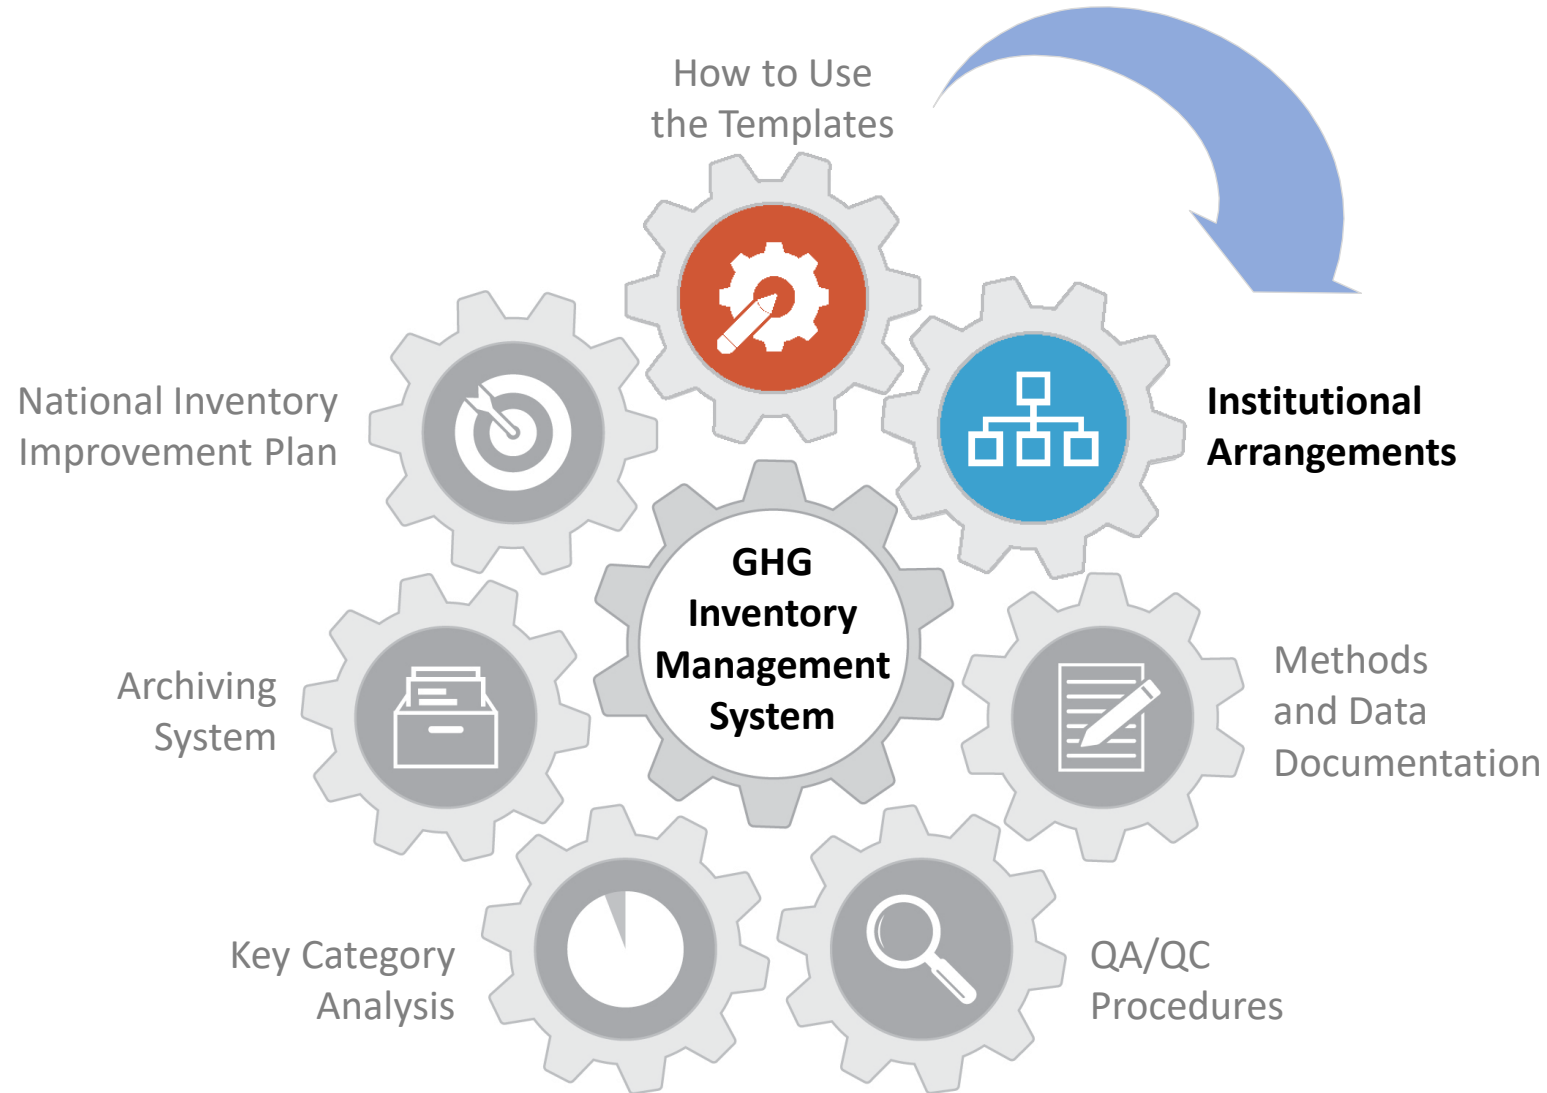 How to Use
the Templates
Institutional
Arrangements
Methods
and Data
Documentation
QA/QC
Procedures
Key Category
Analysis
Archiving
System
National Inventory
Improvement Plan
GHG
Inventory
Management
System